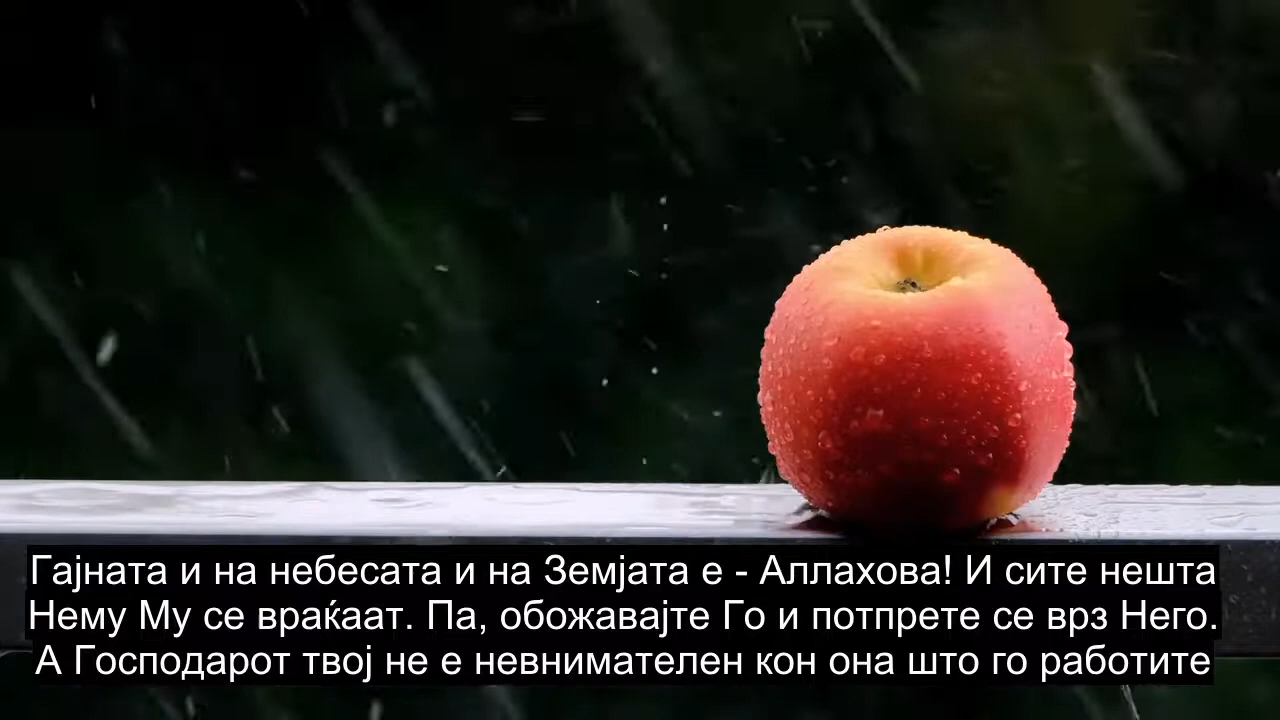 Гајната и на небесата и на Земјата е - Аллахова! И сите нешта
Нему Му се враќаат. Па, обожавајте Го и потпрете се врз Него.
А Господарот твој не е невнимателен кон она што го работите